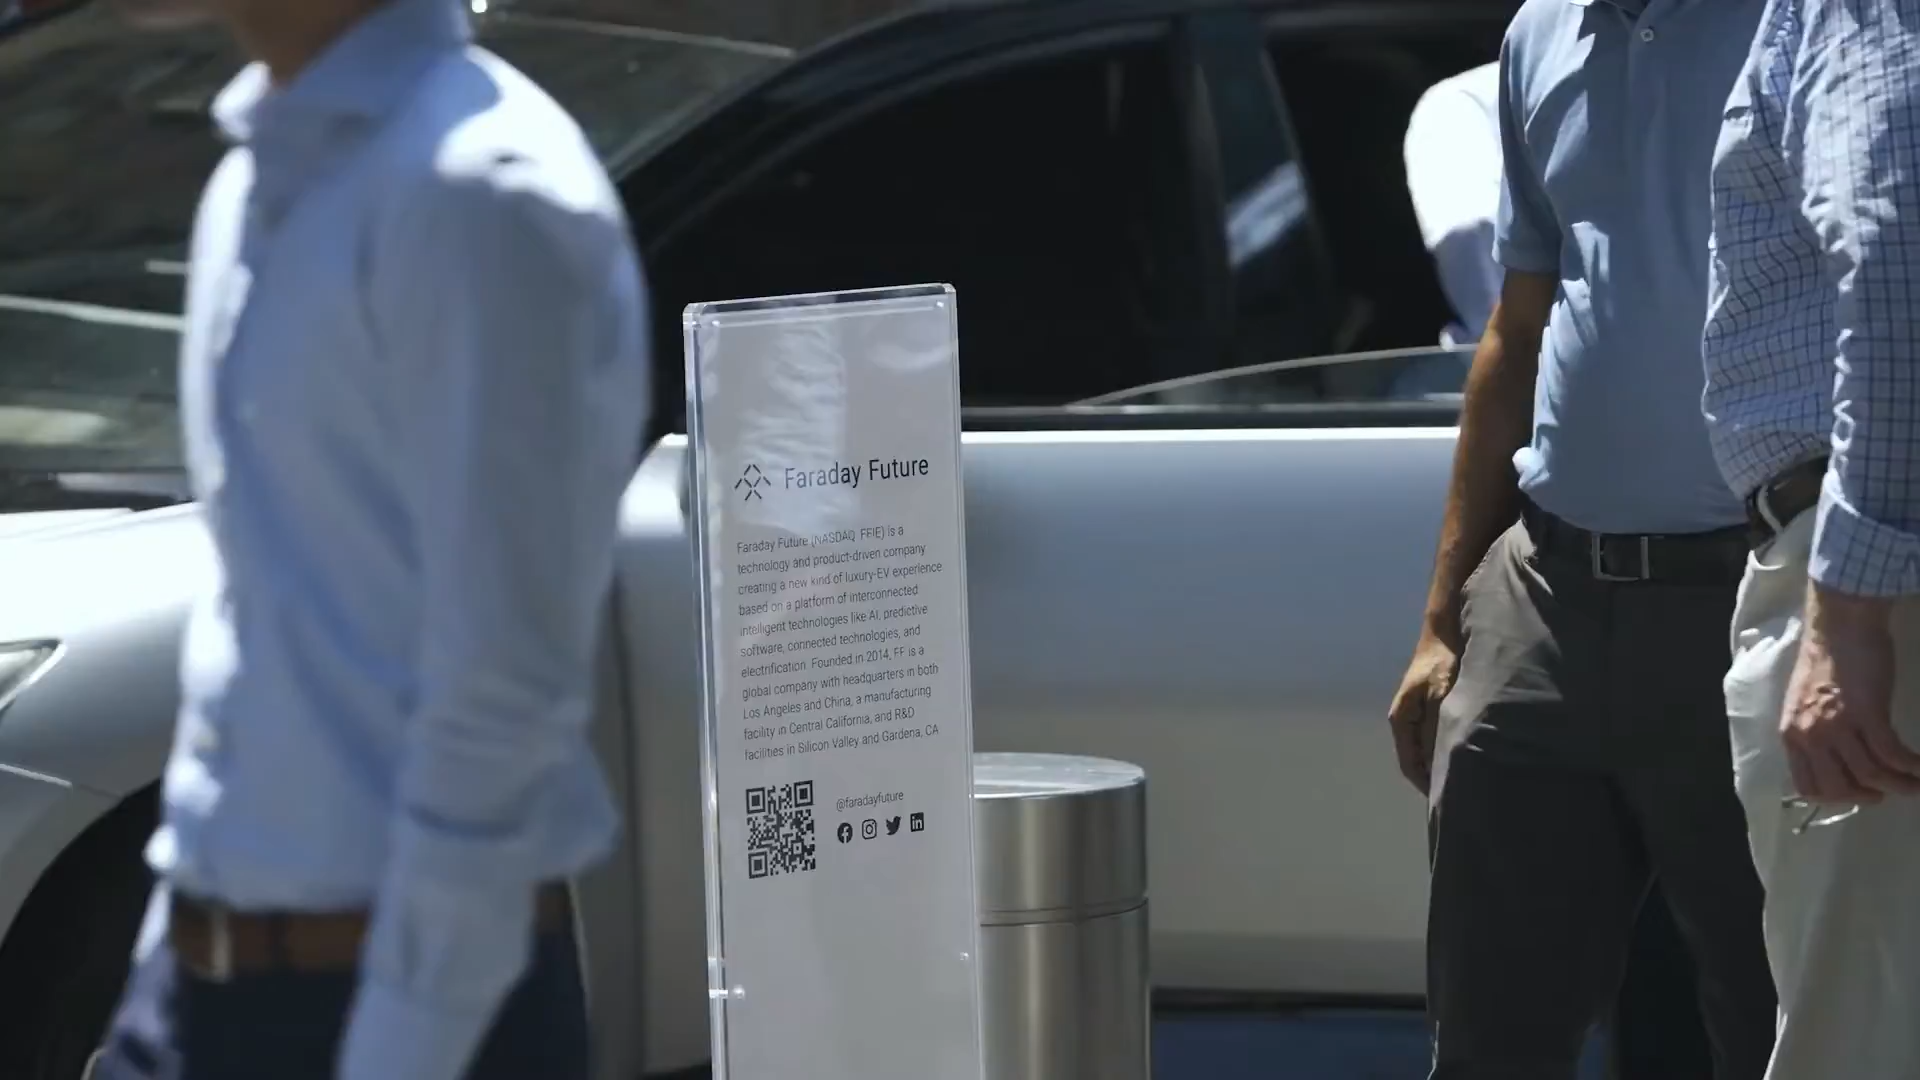 Faraday Future
Faraday Future (NASDAQ: FFIE) is a
technology and product-driven company
creating a new kind of luxury-EV experience
based on a platform of interconnected
intelligent technologies like AI, predictive
software, connected technologies, and
electrification. Founded in 2014, FF is a
global company with headquarters in both
Los Angeles and China, a manufacturing
facility in Central California, and R&D
facilities in Silicon Valley and Gardena, CA
@faradayfuture